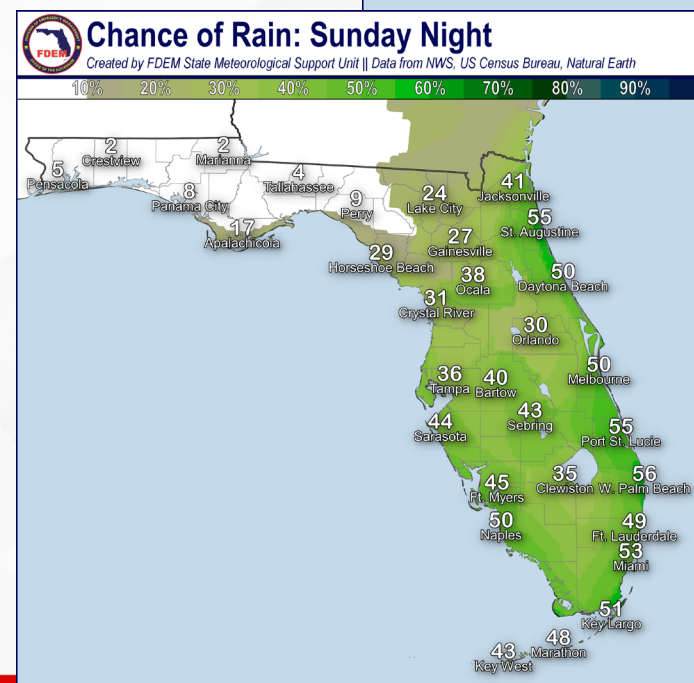 FDEM
Chance of Rain: Sunday Night
Created by FDEM State Meteorological Support Unit || Data from NWS, US Census Bureau, Natural Earth
10% 20% 30% 40% 50% 60% 70% 80% 90%
2
Crestview
2
Marianna
5
Pensacola
4
Tallahassee
8
Panama City
9
Perry
17
Apalachicola
24
Lake City
41
Jacksonville
55
St. Augustine
27
Gainesville
29
Horseshoe Beach
38
Ocala
50
Daytona Beach
31
Crystal River
30
Orlando
36
Tampa
40
Bartow
50
Melbourne
44
Sarasota
43
Sebring
55
Port St. Lucie
45
Ft. Myers
35
Clewiston
56
W. Palm Beach
50
Naples
49
Ft. Lauderdale
53
Miami
51
Key Largo
48
Marathon
43
Key West